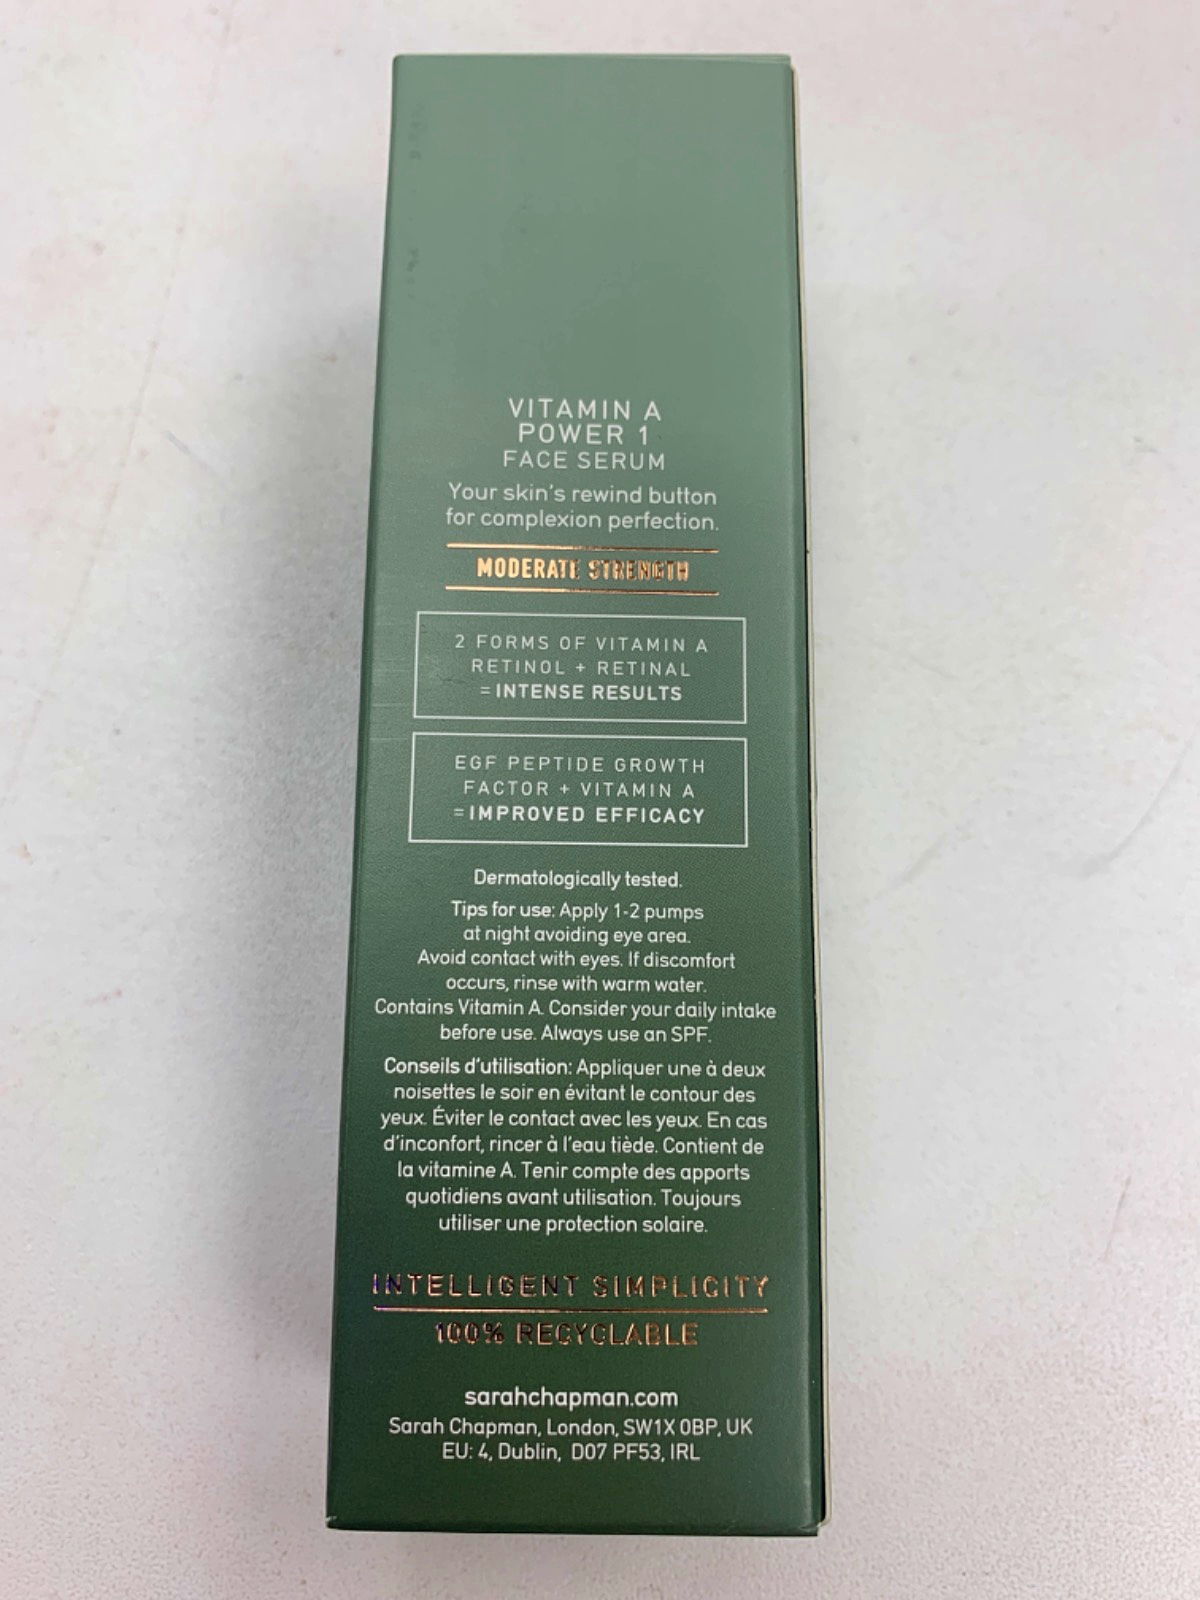 VITAMIN A
POWER 1
FACE SERUM
Your skin's rewind button
for complexion perfection.
MODERATE STRENGTH
2 FORMS OF VITAMIN A
RETINOL + RETINAL
= INTENSE RESULTS
EGF PEPTIDE GROWTH
FACTOR + VITAMIN A
= IMPROVED EFFICACY
Dermatologically tested.
Tips for use: Apply 1-2 pumps
at night avoiding eye area.
Avoid contact with eyes. If discomfort
occurs, rinse with warm water.
Contains Vitamin A. Consider your daily intake
before use. Always use an SPF.
Conseils d'utilisation: Appliquer une à deux
noisettes le soir en évitant le contour des
yeux. Éviter le contact avec les yeux. En cas
d'inconfort, rincer à l'eau tiède. Contient de
la vitamine A. Tenir compte des apports
quotidiens avant utilisation. Toujours
utiliser une protection solaire.
INTELLIGENT SIMPLICITY
100% RECYCLABLE
sarahchapman.com
Sarah Chapman, London, SW1X 0BP, UK
EU: 4, Dublin, D07 PF53, IRL